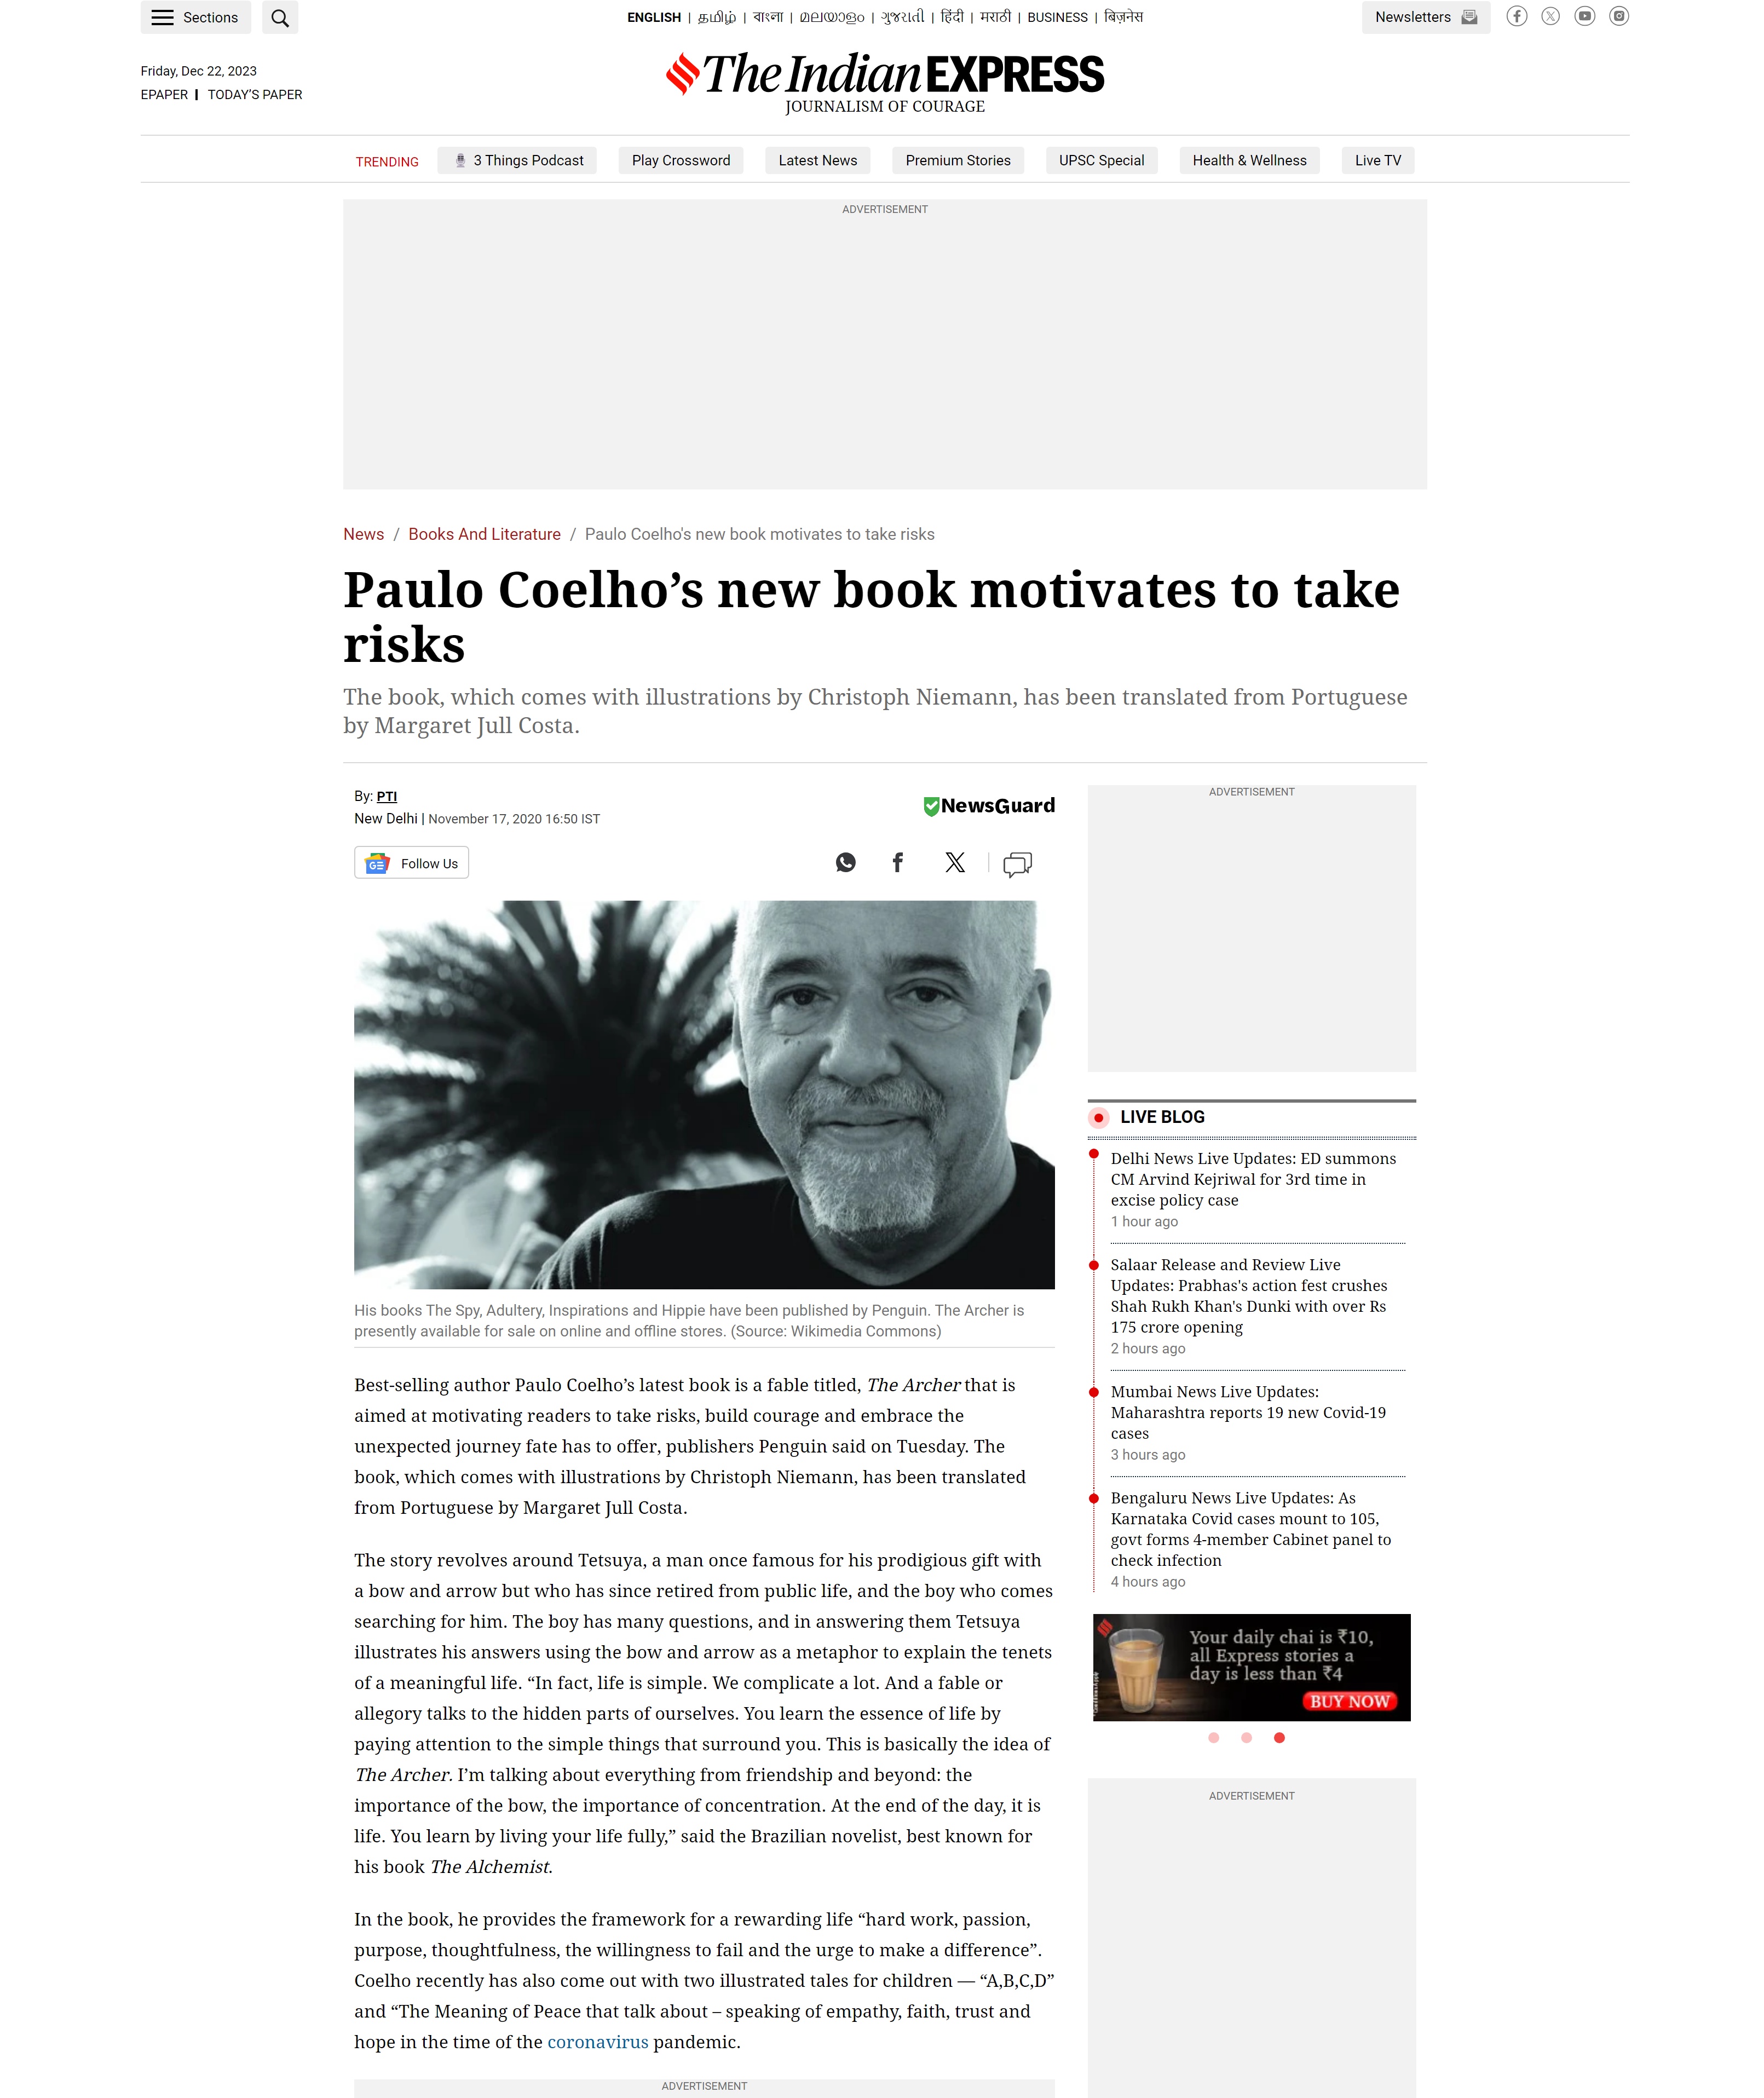 Sections
ENGLISH | தமிழ் | বাংলা | മലയാളം | ગુજરાતી | हिंदी | मराठी | BUSINESS | बिज़नेस
Newsletters
Friday, Dec 22, 2023
EPAPER | TODAY'S PAPER
The Indian EXPRESS
JOURNALISM OF COURAGE
TRENDING
3 Things Podcast
Play Crossword
Latest News
Premium Stories
UPSC Special
Health & Wellness
Live TV
ADVERTISEMENT
News / Books And Literature / Paulo Coelho's new book motivates to take risks
Paulo Coelho’s new book motivates to take
risks
The book, which comes with illustrations by Christoph Niemann, has been translated from Portuguese
by Margaret Jull Costa.
By: PTI
New Delhi | November 17, 2020 16:50 IST
NewsGuard
GE Follow Us
His books The Spy, Adultery, Inspirations and Hippie have been published by Penguin. The Archer is
presently available for sale on online and offline stores. (Source: Wikimedia Commons)
Best-selling author Paulo Coelho’s latest book is a fable titled, The Archer that is
aimed at motivating readers to take risks, build courage and embrace the
unexpected journey fate has to offer, publishers Penguin said on Tuesday. The
book, which comes with illustrations by Christoph Niemann, has been translated
from Portuguese by Margaret Jull Costa.
The story revolves around Tetsuya, a man once famous for his prodigious gift with
a bow and arrow but who has since retired from public life, and the boy who comes
searching for him. The boy has many questions, and in answering them Tetsuya
illustrates his answers using the bow and arrow as a metaphor to explain the tenets
of a meaningful life. “In fact, life is simple. We complicate a lot. And a fable or
allegory talks to the hidden parts of ourselves. You learn the essence of life by
paying attention to the simple things that surround you. This is basically the idea of
The Archer. I’m talking about everything from friendship and beyond: the
importance of the bow, the importance of concentration. At the end of the day, it is
life. You learn by living your life fully,” said the Brazilian novelist, best known for
his book The Alchemist.
In the book, he provides the framework for a rewarding life “hard work, passion,
purpose, thoughtfulness, the willingness to fail and the urge to make a difference”.
Coelho recently has also come out with two illustrated tales for children — “A,B,C,D”
and “The Meaning of Peace that talk about – speaking of empathy, faith, trust and
hope in the time of the coronavirus pandemic.
ADVERTISEMENT
ADVERTISEMENT
LIVE BLOG
Delhi News Live Updates: ED summons
CM Arvind Kejriwal for 3rd time in
excise policy case
1 hour ago
Salaar Release and Review Live
Updates: Prabhas's action fest crushes
Shah Rukh Khan's Dunki with over Rs
175 crore opening
2 hours ago
Mumbai News Live Updates:
Maharashtra reports 19 new Covid-19
cases
3 hours ago
Bengaluru News Live Updates: As
Karnataka Covid cases mount to 105,
govt forms 4-member Cabinet panel to
check infection
4 hours ago
Your daily chai is ₹10,
all Express stories a
day is less than ₹4
BUY NOW
ADVERTISEMENT